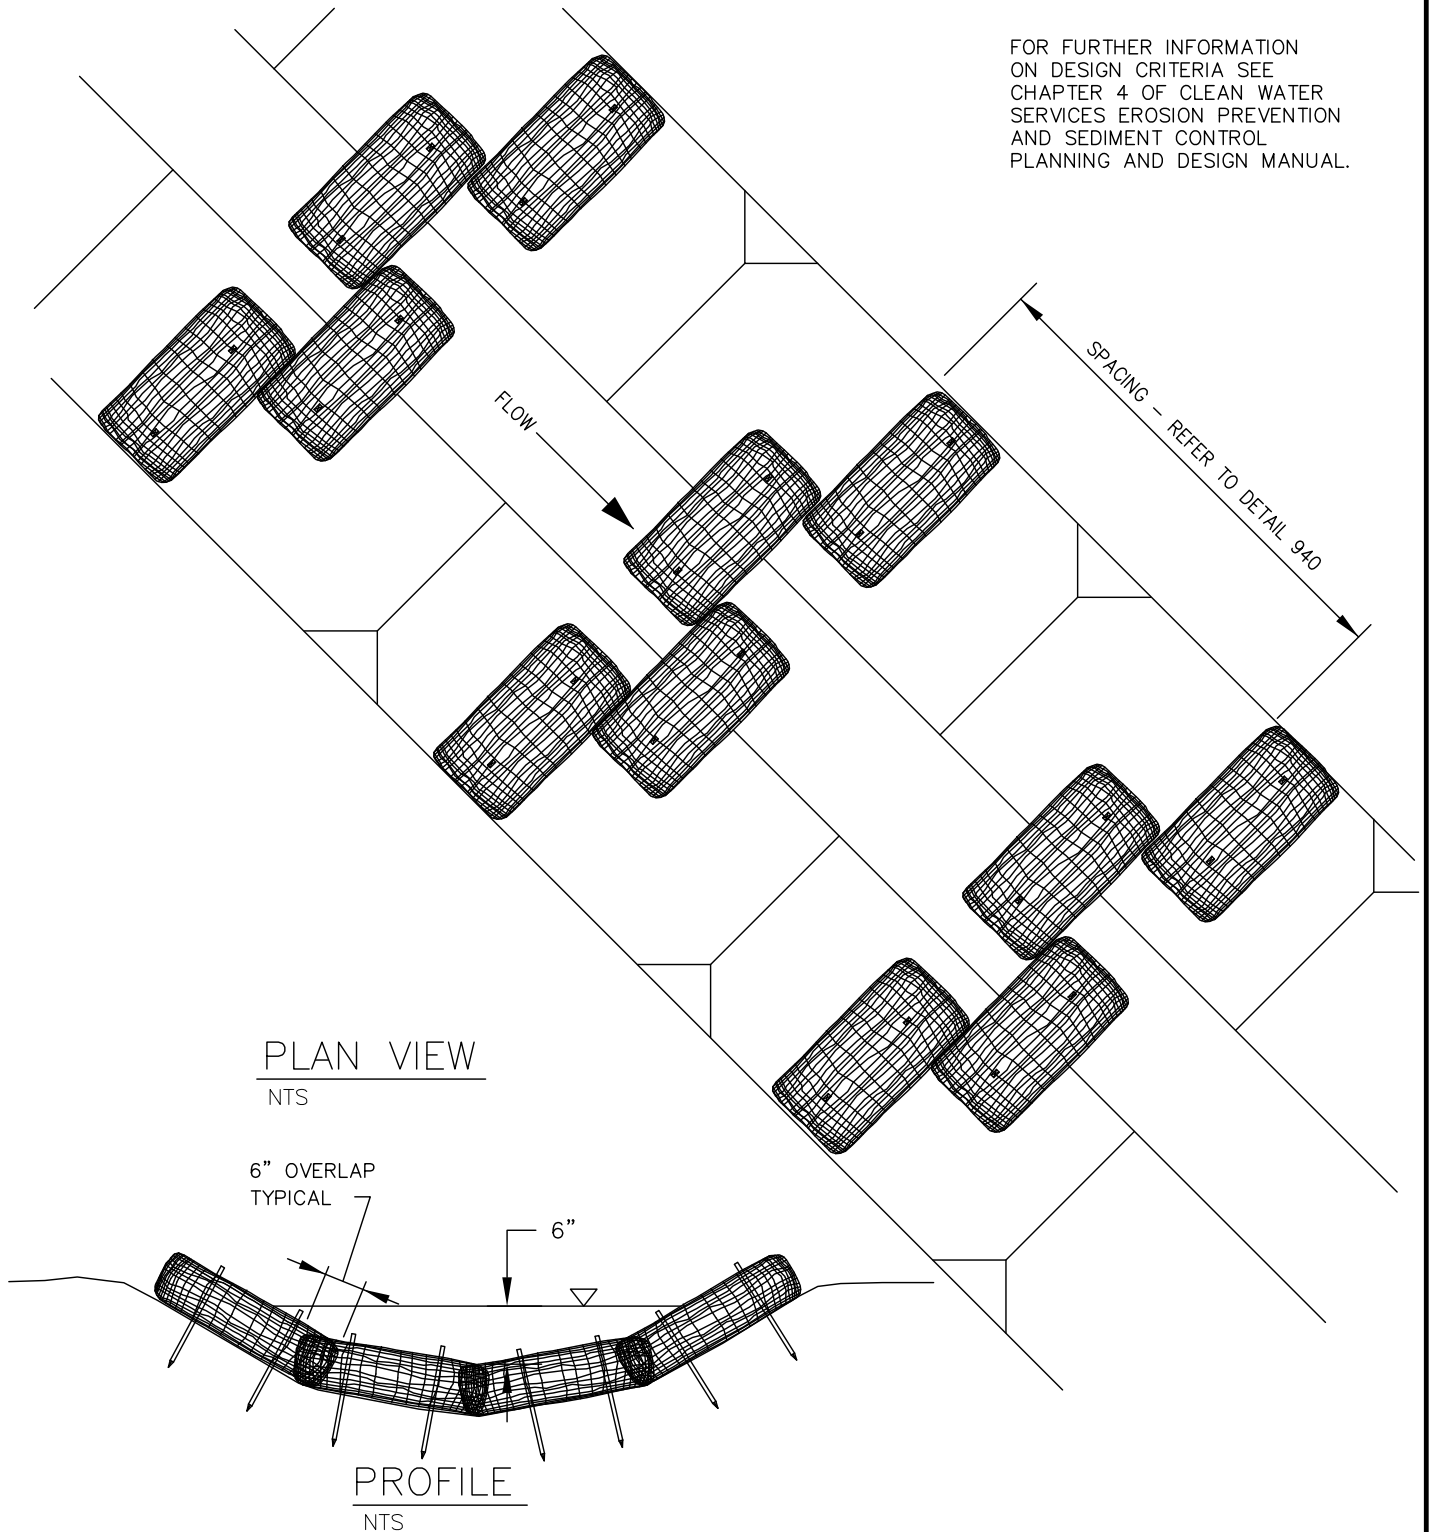 FOR FURTHER INFORMATION
ON DESIGN CRITERIA SEE
CHAPTER 4 OF CLEAN WATER
SERVICES EROSION PREVENTION
AND SEDIMENT CONTROL
PLANNING AND DESIGN MANUAL.
SPACING - REFER TO DETAIL 940
FLOW
PLAN VIEW
NTS
6" OVERLAP
TYPICAL
6"
PROFILE
NTS